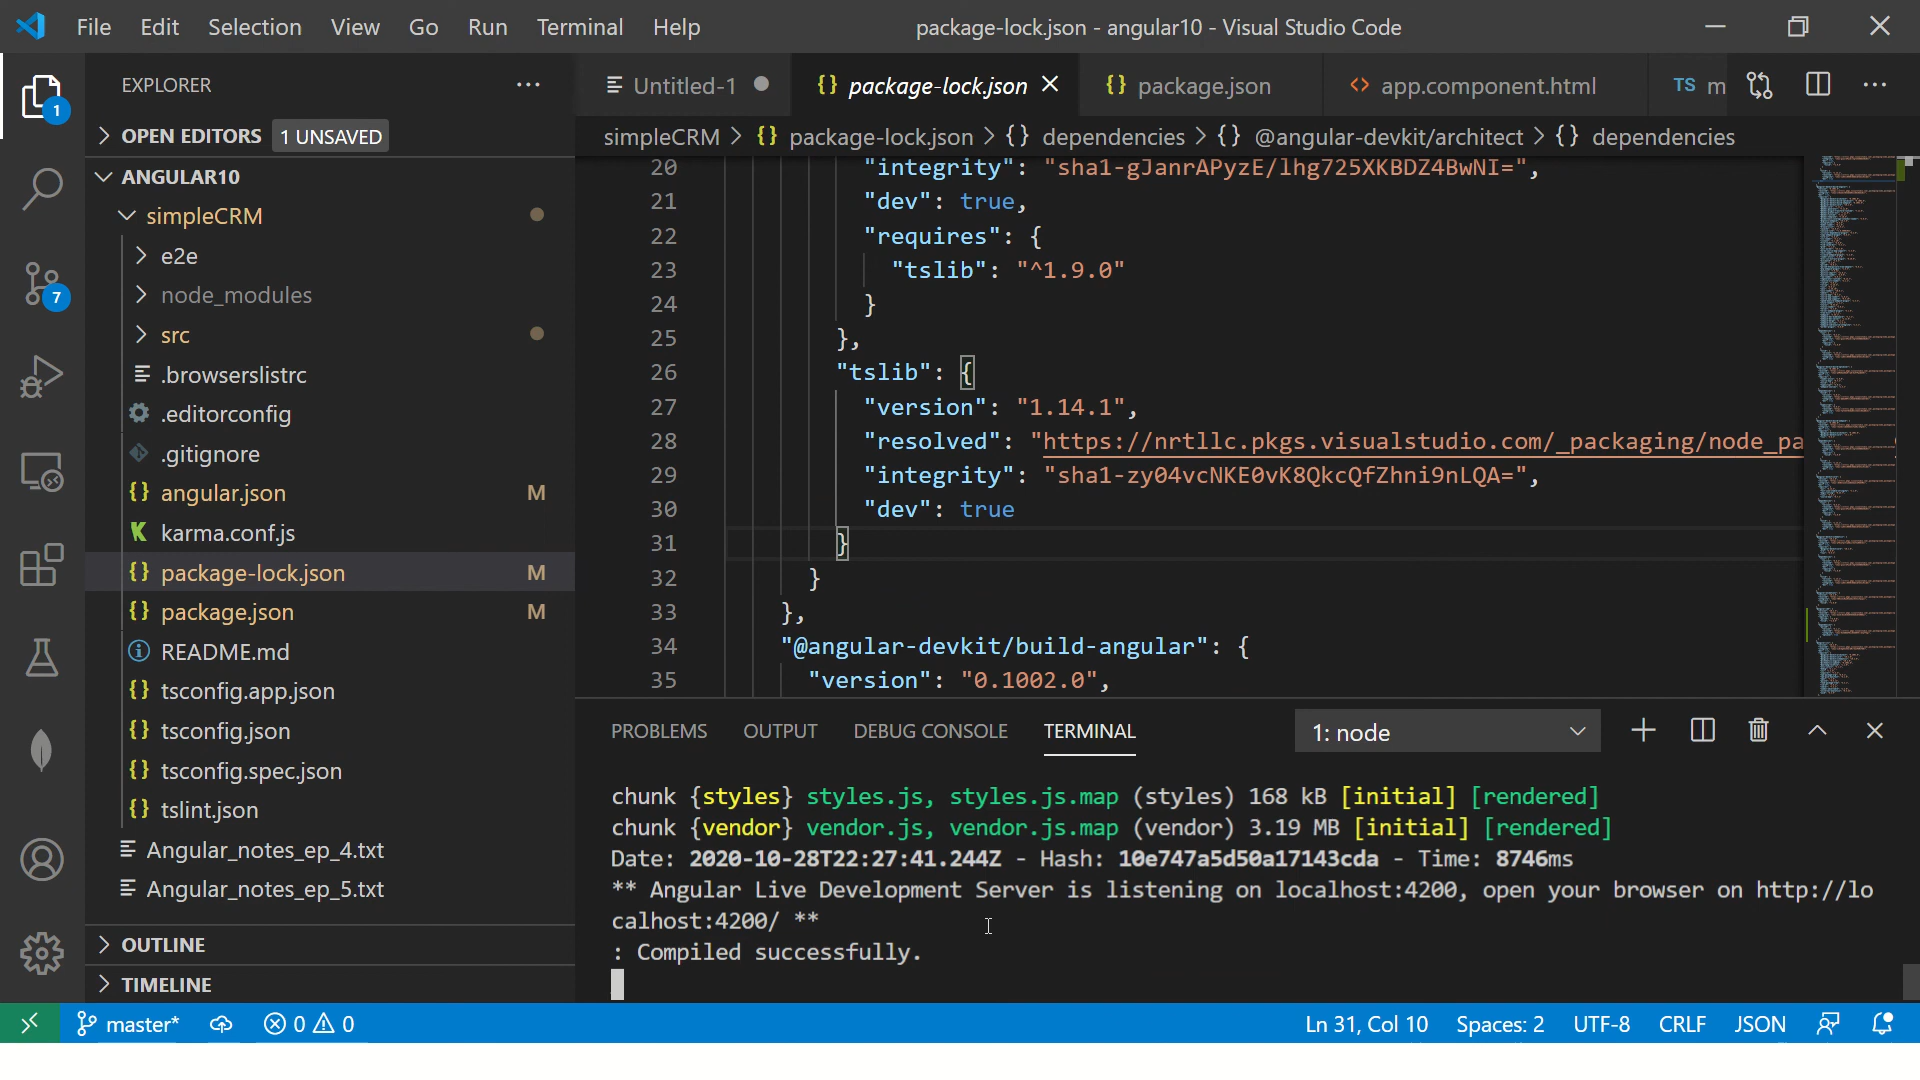 File Edit Selection View Go Run Terminal Help package-lock.json - angular10 - Visual Studio Code
EXPLORER ···
Untitled-1 ● {} package-lock.json × {} package.json <> app.component.html TS m ···
OPEN EDITORS 1 UNSAVED
simpleCRM > {} package-lock.json > {} dependencies > {} @angular-devkit/architect > {} dependencies
ANGULAR10
simpleCRM
e2e
node_modules
src
.browserslistrc
.editorconfig
.gitignore
{} angular.json M
K karma.conf.js
{} package-lock.json M
{} package.json M
README.md
{} tsconfig.app.json
{} tsconfig.json
{} tsconfig.spec.json
{} tslint.json
Angular_notes_ep_4.txt
Angular_notes_ep_5.txt
OUTLINE
TIMELINE
1
7
20 "integrity": "sha1-gJanrAPyzE/lhg725XKBDZ4BwNI=",
21 "dev": true,
22 "requires": {
23 "tslib": "^1.9.0"
24 }
25 },
26 "tslib": {
27 "version": "1.14.1",
28 "resolved": "https://nrtllc.pkgs.visualstudio.com/_packaging/node_pa
29 "integrity": "sha1-zy04vcNKE0vK8QkcQfZhni9nLQA=",
30 "dev": true
31 }
32 }
33 },
34 "@angular-devkit/build-angular": {
35 "version": "0.1002.0",
PROBLEMS OUTPUT DEBUG CONSOLE TERMINAL 1: node
chunk {styles} styles.js, styles.js.map (styles) 168 kB [initial] [rendered]
chunk {vendor} vendor.js, vendor.js.map (vendor) 3.19 MB [initial] [rendered]
Date: 2020-10-28T22:27:41.244Z - Hash: 10e747a5d50a17143cda - Time: 8746ms
** Angular Live Development Server is listening on localhost:4200, open your browser on http://lo
calhost:4200/ **
: Compiled successfully.
master* 0 0 Ln 31, Col 10 Spaces: 2 UTF-8 CRLF JSON